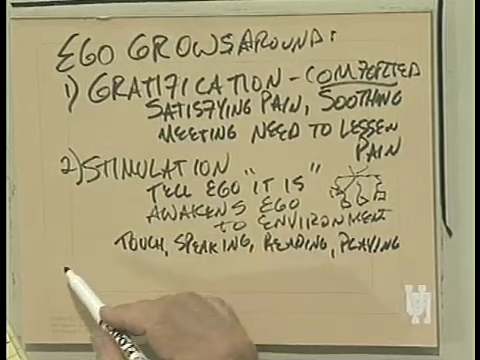 EGO GROWS AROUND:
1) GRATIFICATION - COMFORTED
SATISFYING PAIN, SOOTHING
MEETING NEED TO LESSEN
PAIN
2) STIMULATION
TELL EGO "IT IS"
AWAKENS EGO
TO ENVIRONMENT
TOUCH, SPEAKING, READING, PLAYING
UH